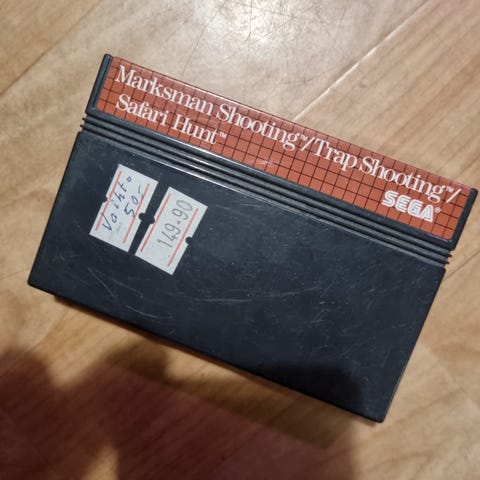 Marksman Shooting™/Trap Shooting™/
Safari Hunt™
SEGA®
Vaihto
50,-
149.90